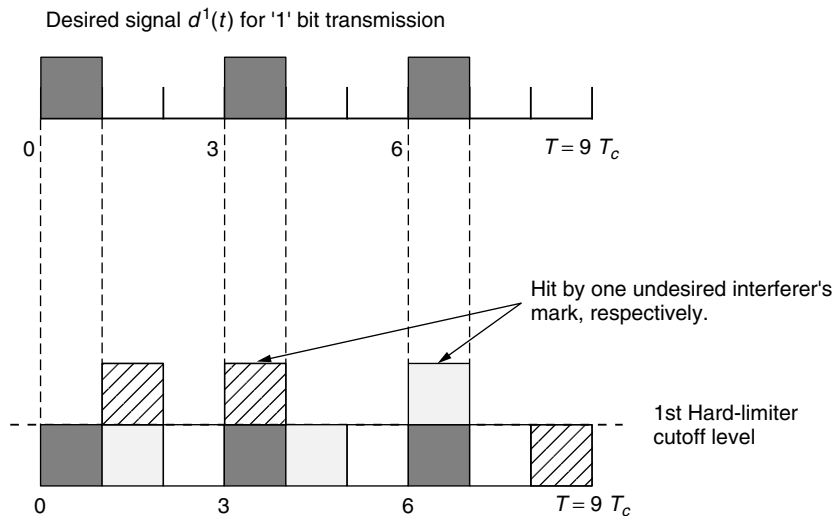 Desired signal d¹(t) for '1' bit transmission
0 3 6 T = 9 Tc
Hit by one undesired interferer's
mark, respectively.
1st Hard-limiter
cutoff level
0 3 6 T = 9 Tc